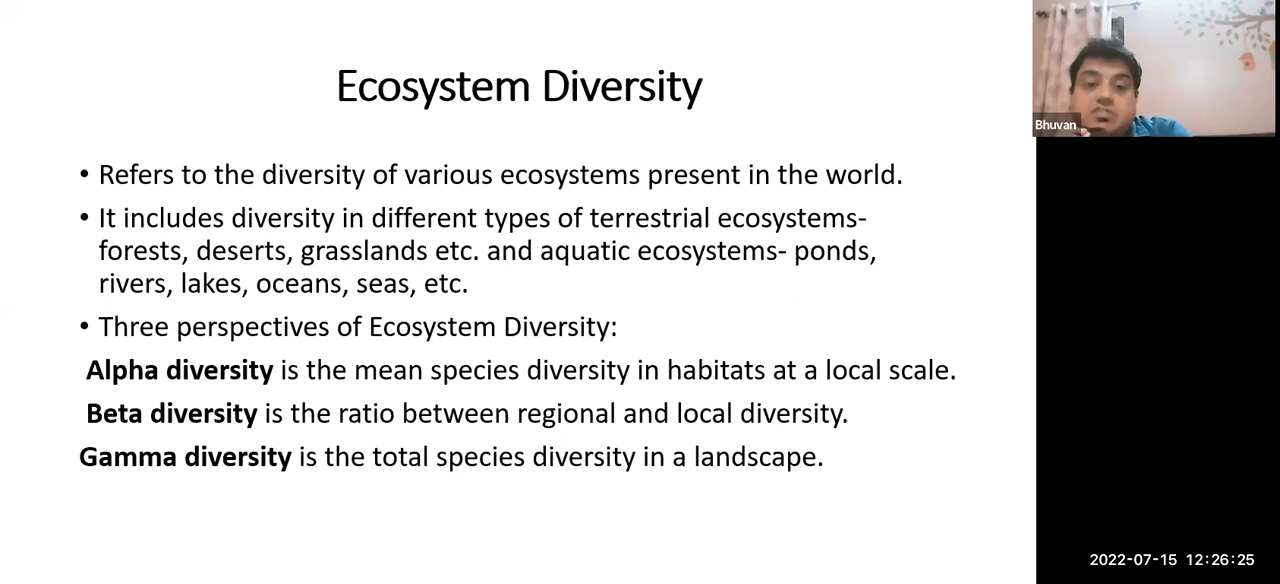 Ecosystem Diversity
• Refers to the diversity of various ecosystems present in the world.
• It includes diversity in different types of terrestrial ecosystems-
forests, deserts, grasslands etc. and aquatic ecosystems- ponds,
rivers, lakes, oceans, seas, etc.
• Three perspectives of Ecosystem Diversity:
Alpha diversity is the mean species diversity in habitats at a local scale.
Beta diversity is the ratio between regional and local diversity.
Gamma diversity is the total species diversity in a landscape.
Bhuvan
2022-07-15 12:26:25